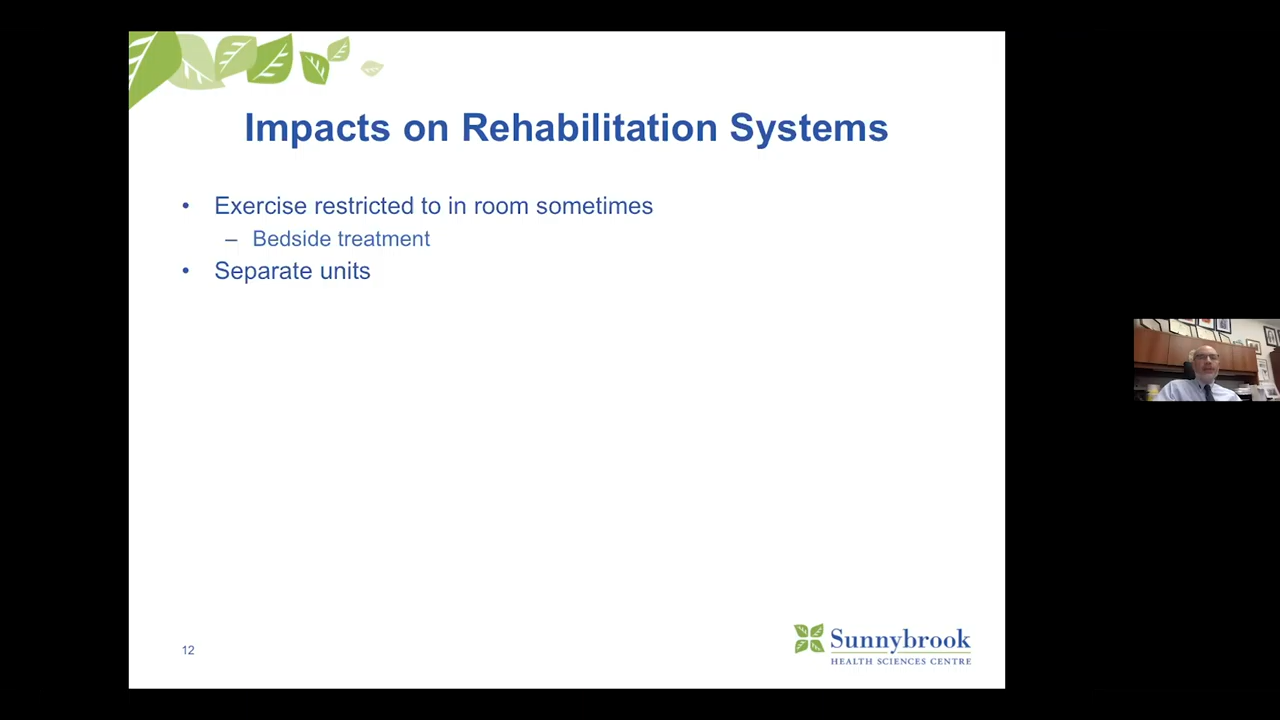 Impacts on Rehabilitation Systems
• Exercise restricted to in room sometimes
– Bedside treatment
• Separate units
12
Sunnybrook
HEALTH SCIENCES CENTRE